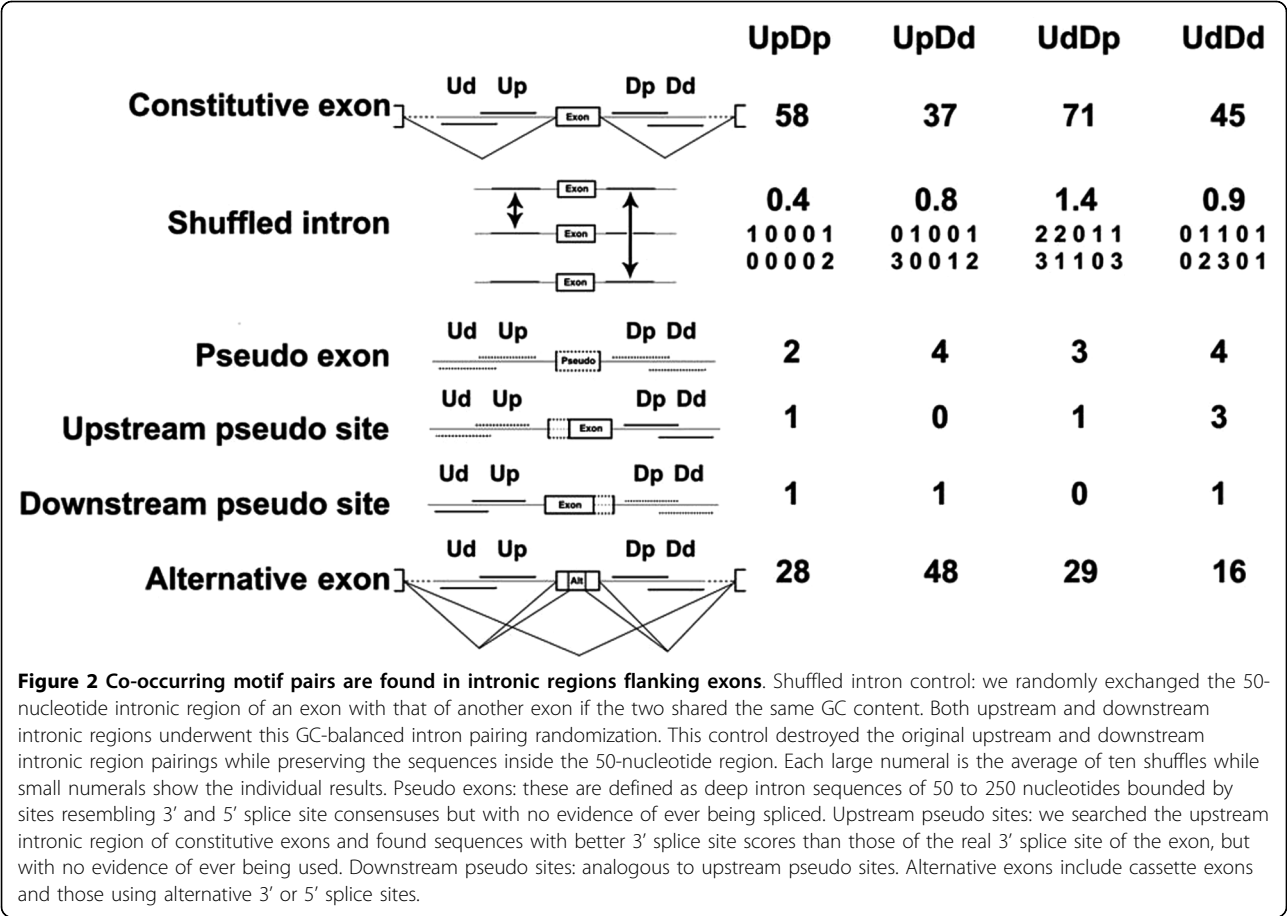 UpDp UpDd UdDp UdDd
Ud Up Dp Dd
Constitutive exon Exon 58 37 71 45
Exon
Shuffled intron Exon 0.4 0.8 1.4 0.9
1 0 0 0 1 0 1 0 0 1 2 2 0 1 1 0 1 1 0 1
0 0 0 0 2 3 0 0 1 2 3 1 1 0 3 0 2 3 0 1
Exon
Ud Up Dp Dd
Pseudo exon Pseudo 2 4 3 4
Ud Up Dp Dd
Upstream pseudo site Exon 1 0 1 3
Ud Up Dp Dd
Downstream pseudo site Exon 1 1 0 1
Ud Up Dp Dd
Alternative exon Alt 28 48 29 16
Figure 2 Co-occurring motif pairs are found in intronic regions flanking exons. Shuffled intron control: we randomly exchanged the 50-
nucleotide intronic region of an exon with that of another exon if the two shared the same GC content. Both upstream and downstream
intronic regions underwent this GC-balanced intron pairing randomization. This control destroyed the original upstream and downstream
intronic region pairings while preserving the sequences inside the 50-nucleotide region. Each large numeral is the average of ten shuffles while
small numerals show the individual results. Pseudo exons: these are defined as deep intron sequences of 50 to 250 nucleotides bounded by
sites resembling 3’ and 5’ splice site consensuses but with no evidence of ever being spliced. Upstream pseudo sites: we searched the upstream
intronic region of constitutive exons and found sequences with better 3’ splice site scores than those of the real 3’ splice site of the exon, but
with no evidence of ever being used. Downstream pseudo sites: analogous to upstream pseudo sites. Alternative exons include cassette exons
and those using alternative 3’ or 5’ splice sites.